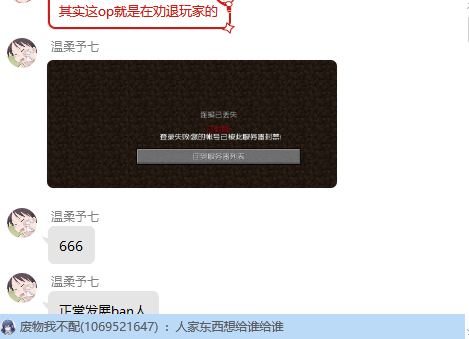 其实这op就是在劝退玩家的
温柔予七
连接已丢失
登录失败:您的帐号已被此服务器封禁!
回到服务器列表
温柔予七
666
温柔予七
正常发展ban人
废物我不配(1069521647) : 人家东西想给谁给谁